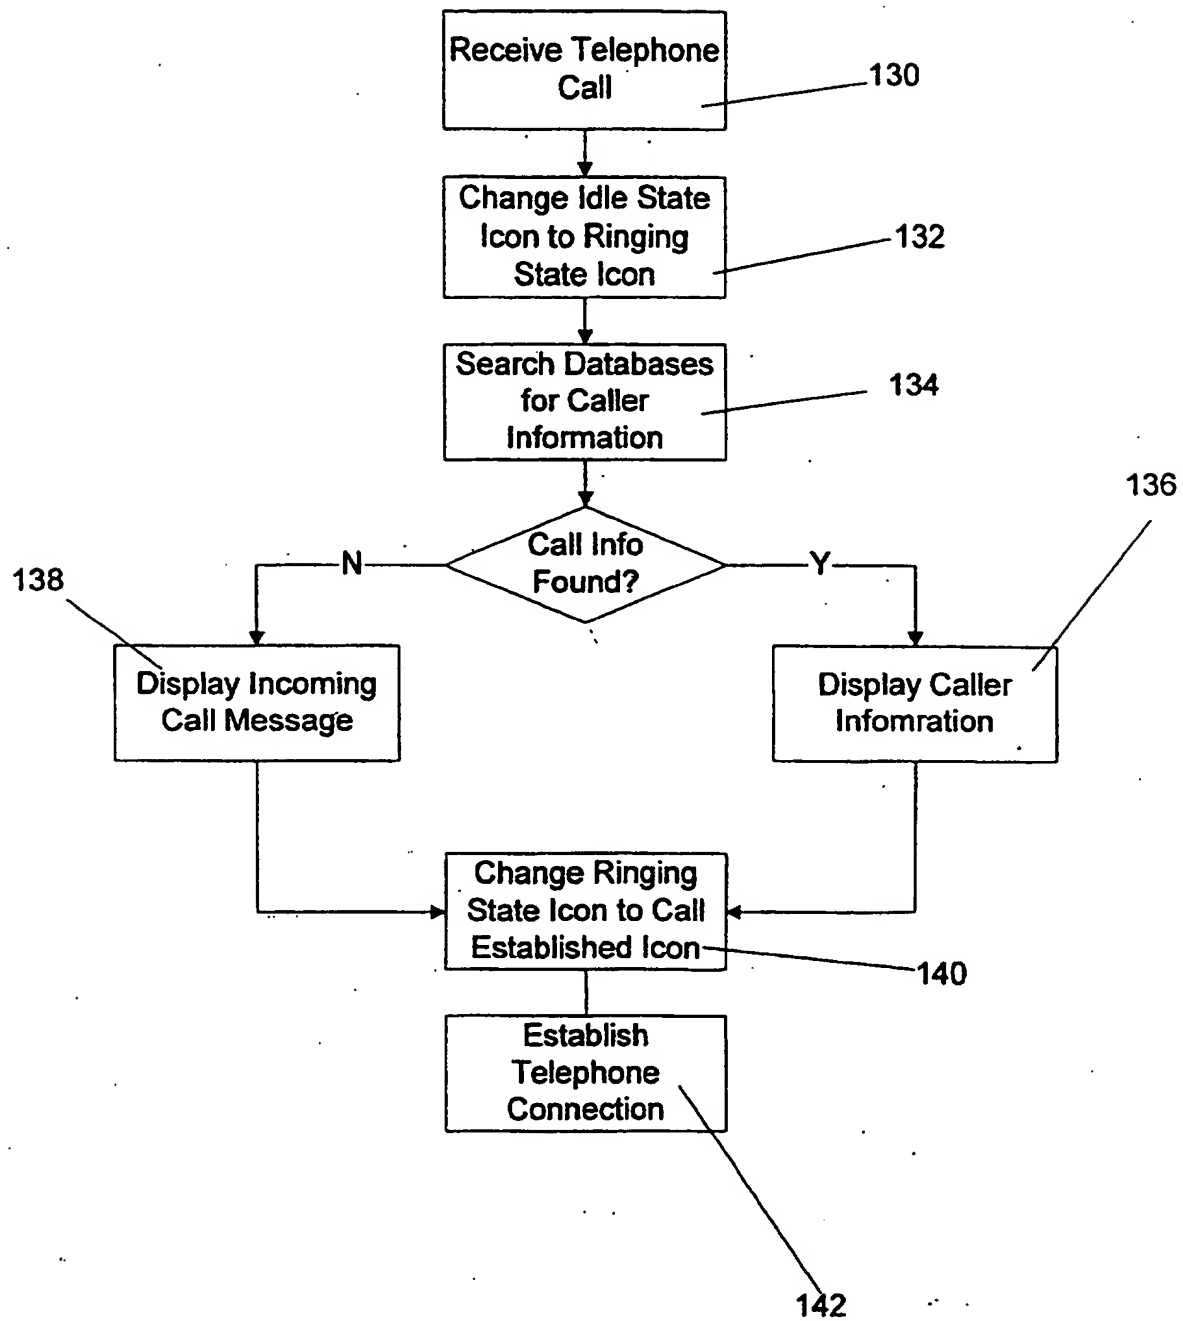 Receive Telephone
Call
130
Change Idle State
Icon to Ringing
State Icon
132
Search Databases
for Caller
Information
134
136
Call Info
Found?
N
Y
138
Display Incoming
Call Message
Display Caller
Infomration
Change Ringing
State Icon to Call
Established Icon
140
Establish
Telephone
Connection
142